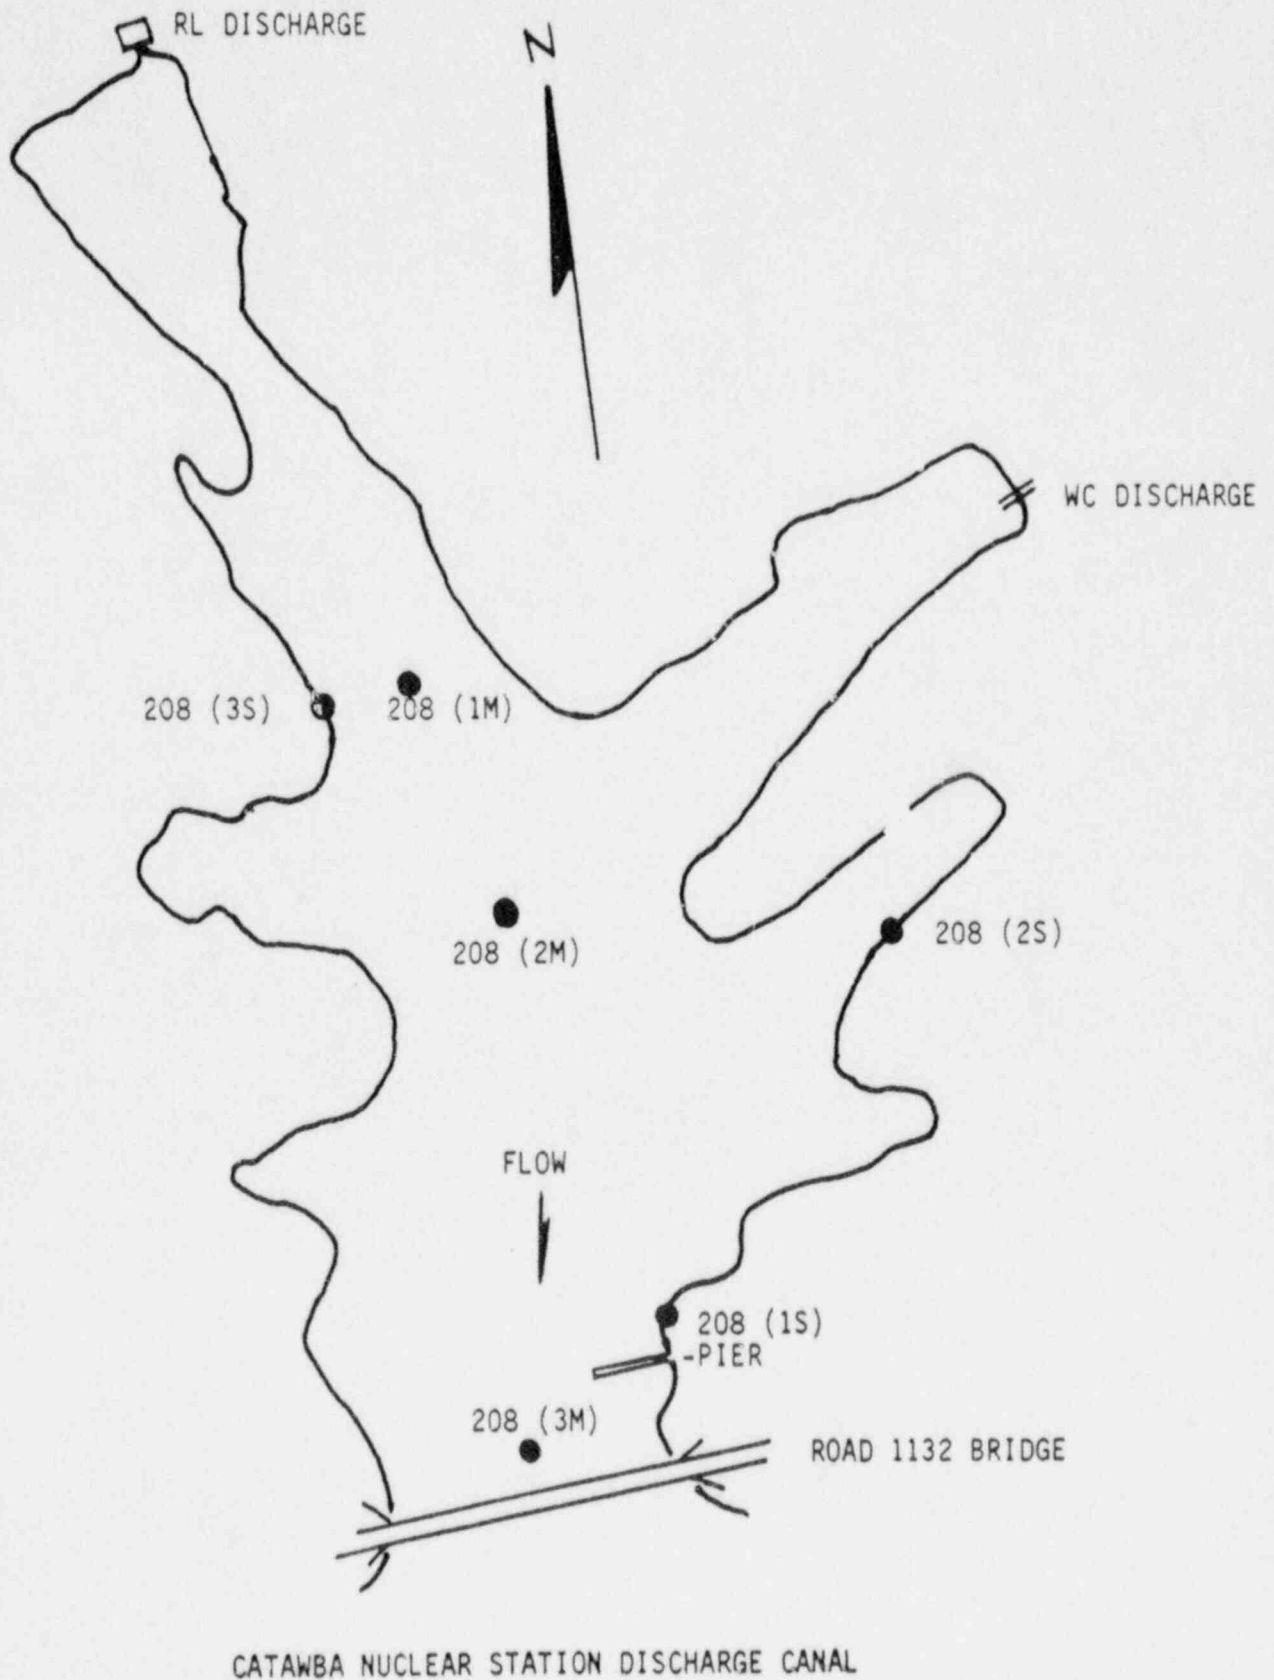 RL DISCHARGE
N
WC DISCHARGE
208 (3S)
208 (1M)
208 (2M)
208 (2S)
FLOW
208 (1S)
-PIER
208 (3M)
ROAD 1132 BRIDGE
CATAWBA NUCLEAR STATION DISCHARGE CANAL